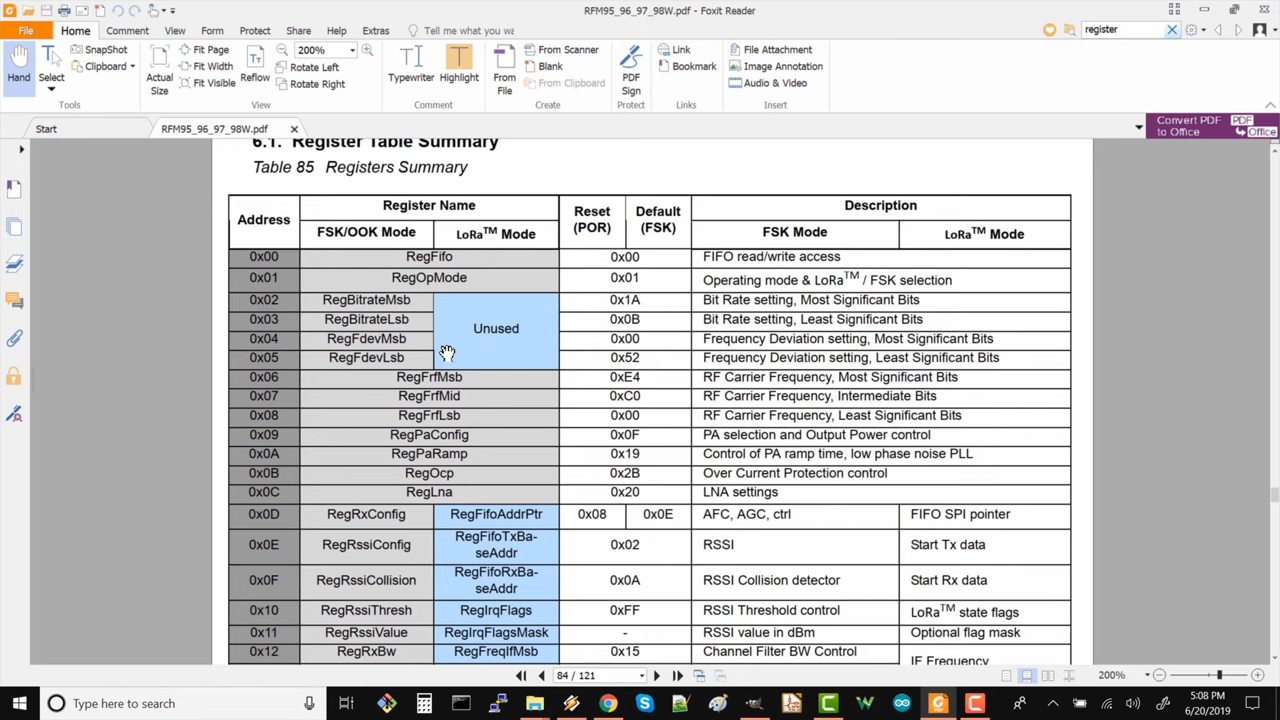 RFM95_96_97_98W.pdf - Foxit Reader
File Home Comment View Form Protect Share Help Extras Tell me what you wa register
Hand Select SnapShot Clipboard Actual Size Fit Page Fit Width Fit Visible Reflow 200% Rotate Left Rotate Right Typewriter Highlight From File From Scanner Blank From Clipboard PDF Sign Link Bookmark File Attachment Image Annotation Audio & Video
Tools View Comment Create Protect Links Insert
Start RFM95_96_97_98W.pdf Convert PDF to Office PDF Office
6.1. Register Table Summary
Table 85 Registers Summary
Address Register Name Reset (POR) Default (FSK) Description
FSK/OOK Mode LoRa™ Mode FSK Mode LoRa™ Mode
0x00 RegFifo 0x00 FIFO read/write access
0x01 RegOpMode 0x01 Operating mode & LoRa™ / FSK selection
0x02 RegBitrateMsb Unused 0x1A Bit Rate setting, Most Significant Bits
0x03 RegBitrateLsb 0x0B Bit Rate setting, Least Significant Bits
0x04 RegFdevMsb 0x00 Frequency Deviation setting, Most Significant Bits
0x05 RegFdevLsb 0x52 Frequency Deviation setting, Least Significant Bits
0x06 RegFrfMsb 0xE4 RF Carrier Frequency, Most Significant Bits
0x07 RegFrfMid 0xC0 RF Carrier Frequency, Intermediate Bits
0x08 RegFrfLsb 0x00 RF Carrier Frequency, Least Significant Bits
0x09 RegPaConfig 0x0F PA selection and Output Power control
0x0A RegPaRamp 0x19 Control of PA ramp time, low phase noise PLL
0x0B RegOcp 0x2B Over Current Protection control
0x0C RegLna 0x20 LNA settings
0x0D RegRxConfig RegFifoAddrPtr 0x08 0x0E AFC, AGC, ctrl FIFO SPI pointer
0x0E RegRssiConfig RegFifoTxBa-seAddr 0x02 RSSI Start Tx data
0x0F RegRssiCollision RegFifoRxBa-seAddr 0x0A RSSI Collision detector Start Rx data
0x10 RegRssiThresh RegIrqFlags 0xFF RSSI Threshold control LoRa™ state flags
0x11 RegRssiValue RegIrqFlagsMask - RSSI value in dBm Optional flag mask
0x12 RegRxBw RegFreqIfMsb 0x15 Channel Filter BW Control IF Frequency
84 / 121 200%
Type here to search 5:08 PM
6/20/2019